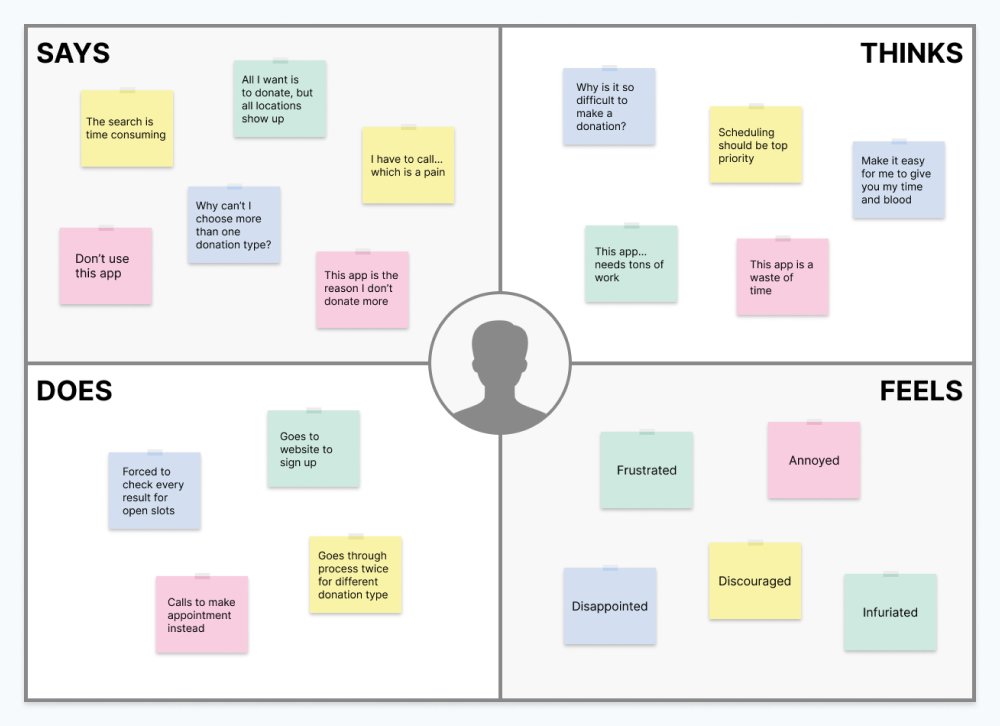 SAYS
All I want is
to donate, but
all locations
show up
The search is
time consuming
I have to call...
which is a pain
Why can’t I
choose more
than one
donation type?
Don’t use
this app
This app is the
reason I don’t
donate more
THINKS
Why is it so
difficult to
make a
donation?
Scheduling
should be top
priority
Make it easy
for me to give
you my time
and blood
This app...
needs tons of
work
This app is a
waste of
time
DOES
Goes to
website to
sign up
Forced to
check every
result for
open slots
Goes through
process twice
for different
donation type
Calls to make
appointment
instead
FEELS
Frustrated
Annoyed
Disappointed
Discouraged
Infuriated